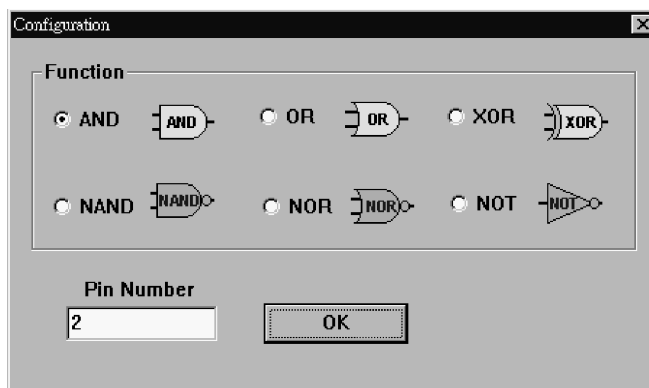 Configuration
Function
AND AND OR OR XOR XOR
NAND NAND NOR NOR NOT NOT
Pin Number
2
OK